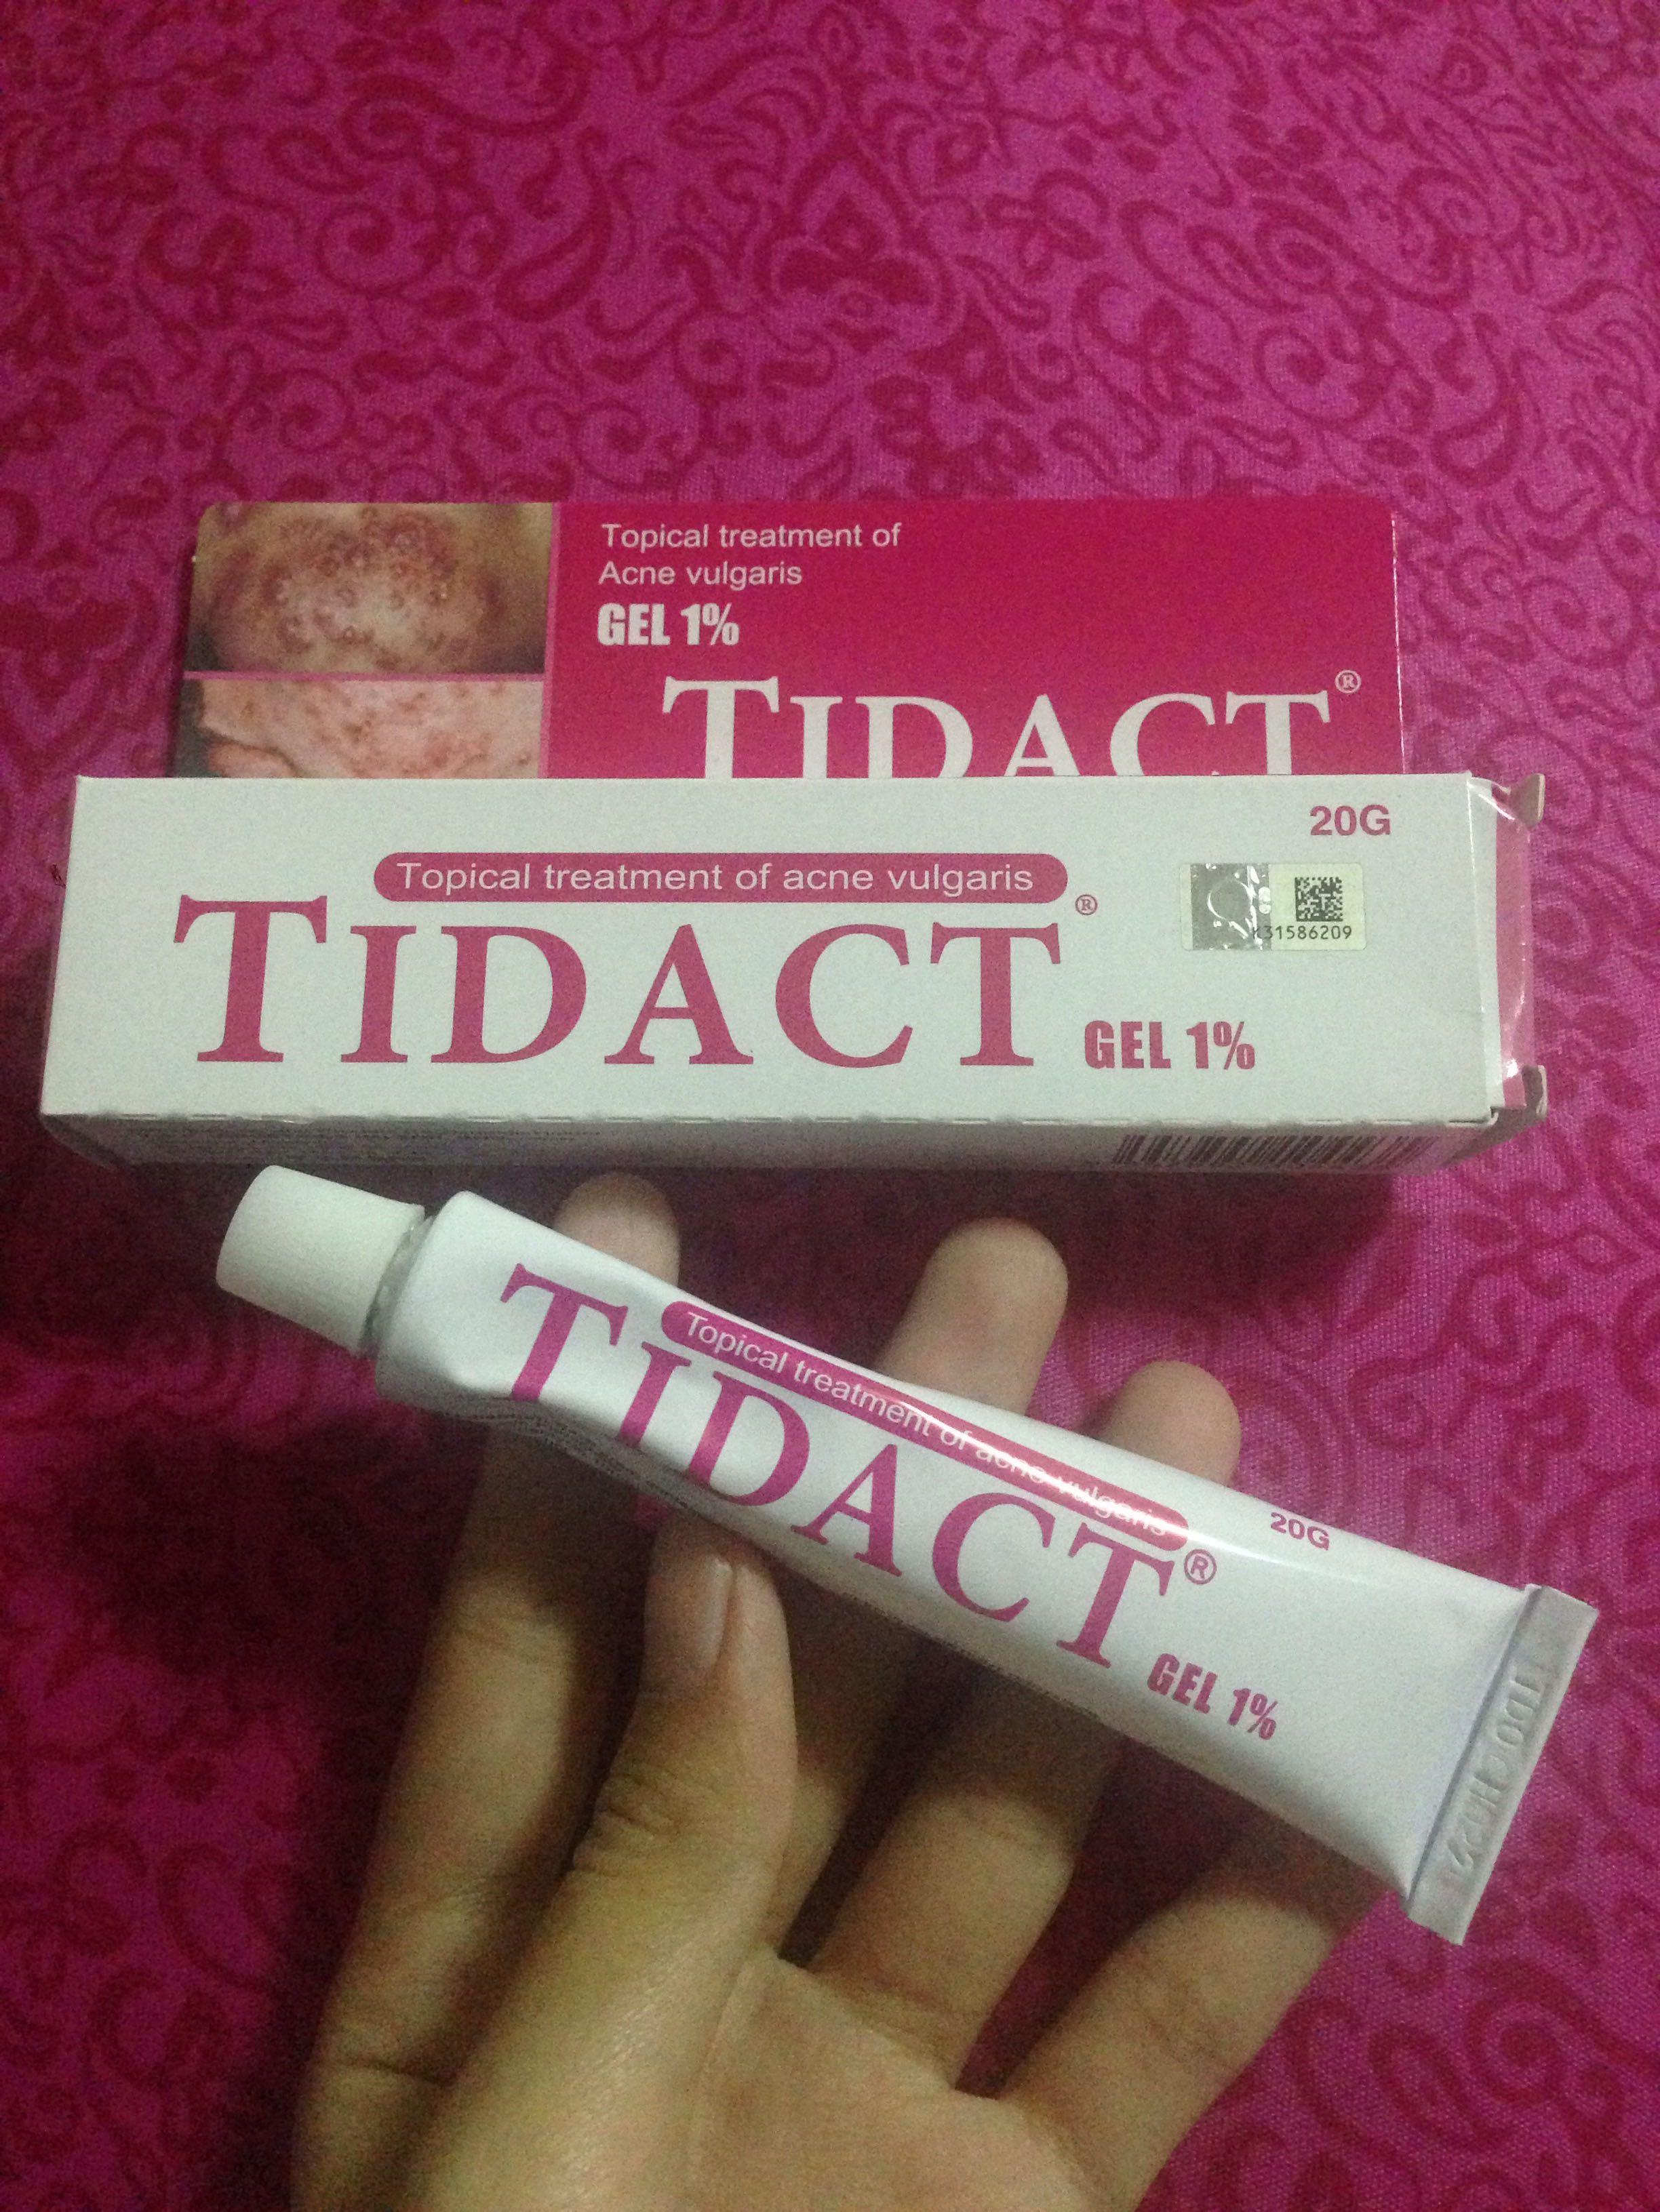 Topical treatment of
Acne vulgaris
GEL 1%
TIDACT®
20G
Topical treatment of acne vulgaris
TIDACT®
31586209
GEL 1%
Topical treatment of acne vulgaris
TIDACT®
20G
GEL 1%